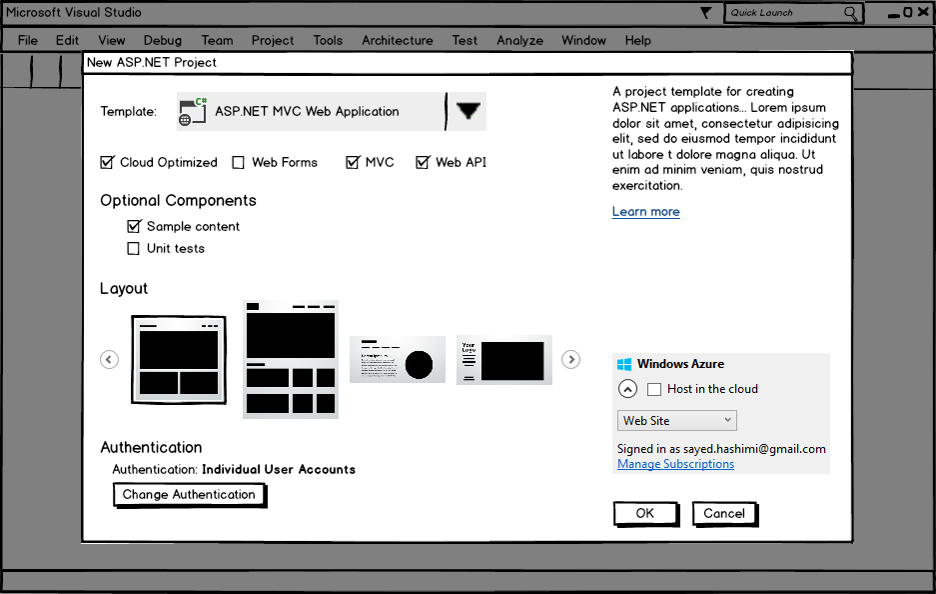 Microsoft Visual Studio
Quick Launch
File Edit View Debug Team Project Tools Architecture Test Analyze Window Help
New ASP.NET Project
Template:
C#
ASP.NET MVC Web Application
Cloud Optimized
Web Forms
MVC
Web API
Optional Components
Sample content
Unit tests
Layout
Your
Logo
Authentication
Authentication: Individual User Accounts
Change Authentication
A project template for creating
ASP.NET applications... Lorem ipsum
dolor sit amet, consectetur adipisicing
elit, sed do eiusmod tempor incididunt
ut labore t dolore magna aliqua. Ut
enim ad minim veniam, quis nostrud
exercitation.
Learn more
Windows Azure
Host in the cloud
Web Site
Signed in as sayed.hashimi@gmail.com
Manage Subscriptions
OK
Cancel